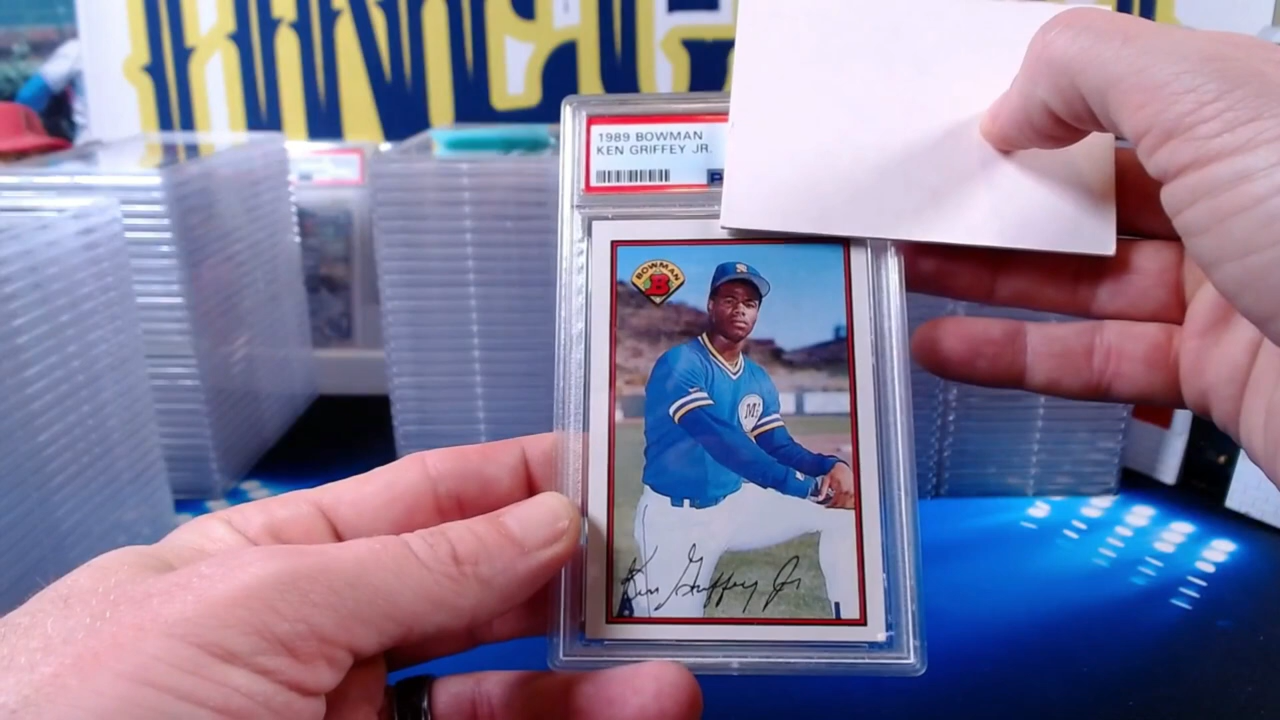 1989 BOWMAN
KEN GRIFFEY JR.
BOWMAN
B
M
Ken Griffey Jr